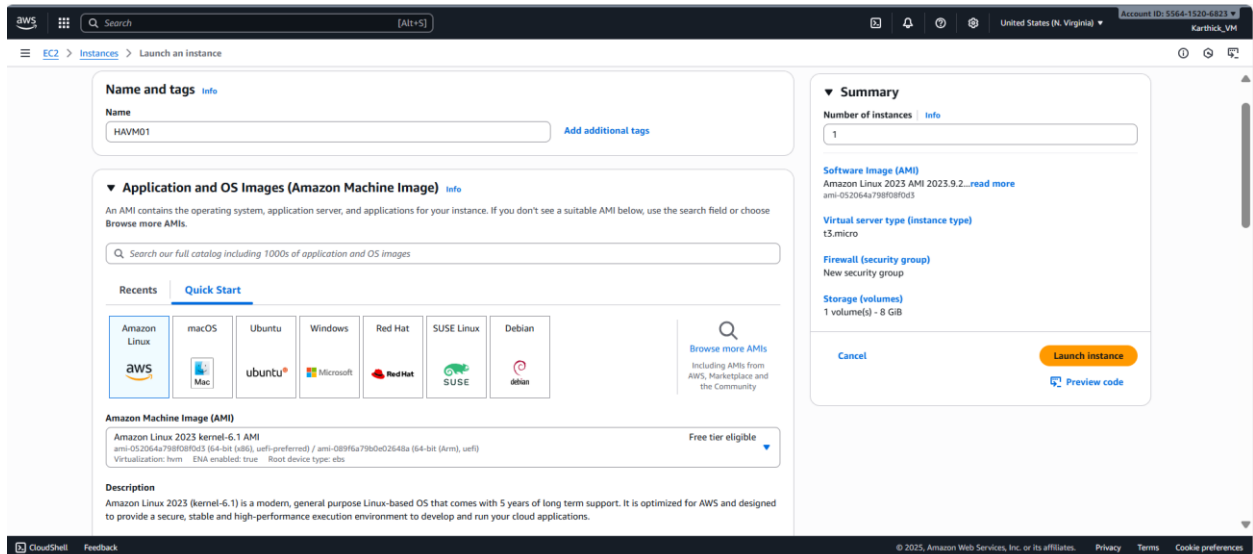 aws
Search
[Alt+S]
United States (N. Virginia) ▼
Account ID: 5564-1520-6823 ▼
Karthick_VM
EC2 > Instances > Launch an instance
Name and tags Info
Name
HAVM01
Add additional tags
▼ Application and OS Images (Amazon Machine Image) Info
An AMI contains the operating system, application server, and applications for your instance. If you don't see a suitable AMI below, use the search field or choose
Browse more AMIs.
Search our full catalog including 1000s of application and OS images
Recents
Quick Start
Amazon
Linux
aws
macOS
Mac
Ubuntu
ubuntu®
Windows
Microsoft
Red Hat
Red Hat
SUSE Linux
SUSE
Debian
debian
Browse more AMIs
Including AMIs from
AWS, Marketplace and
the Community
Amazon Machine Image (AMI)
Amazon Linux 2023 kernel-6.1 AMI
Free tier eligible
ami-052064a798f08f0d3 (64-bit (x86), uefi-preferred) / ami-089f6a79b0e02648a (64-bit (Arm), uefi)
Virtualization: hvm ENA enabled: true Root device type: ebs
Description
Amazon Linux 2023 (kernel-6.1) is a modern, general purpose Linux-based OS that comes with 5 years of long term support. It is optimized for AWS and designed
to provide a secure, stable and high-performance execution environment to develop and run your cloud applications.
▼ Summary
Number of instances Info
1
Software Image (AMI)
Amazon Linux 2023 AMI 2023.9.2...read more
ami-052064a798f08f0d3
Virtual server type (instance type)
t3.micro
Firewall (security group)
New security group
Storage (volumes)
1 volume(s) - 8 GiB
Cancel
Launch instance
Preview code
CloudShell
Feedback
© 2025, Amazon Web Services, Inc. or its affiliates.
Privacy
Terms
Cookie preferences